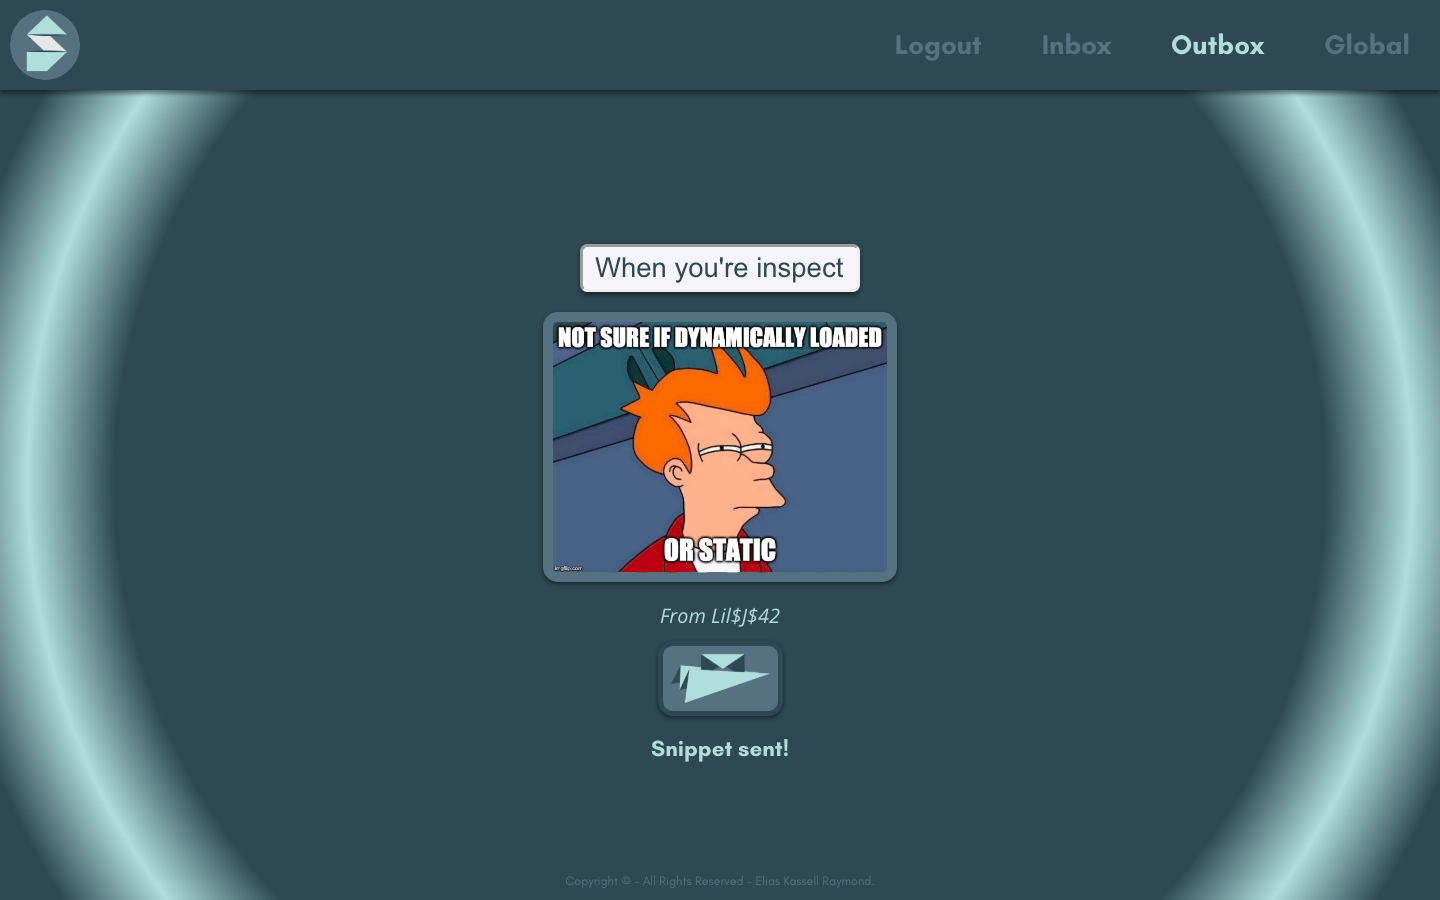 Logout Inbox Outbox Global
When you're inspect
NOT SURE IF DYNAMICALLY LOADED
OR STATIC
imgflip.com
From Lil$J$42
Snippet sent!
Copyright © - All Rights Reserved - Elias Kassell Raymond.